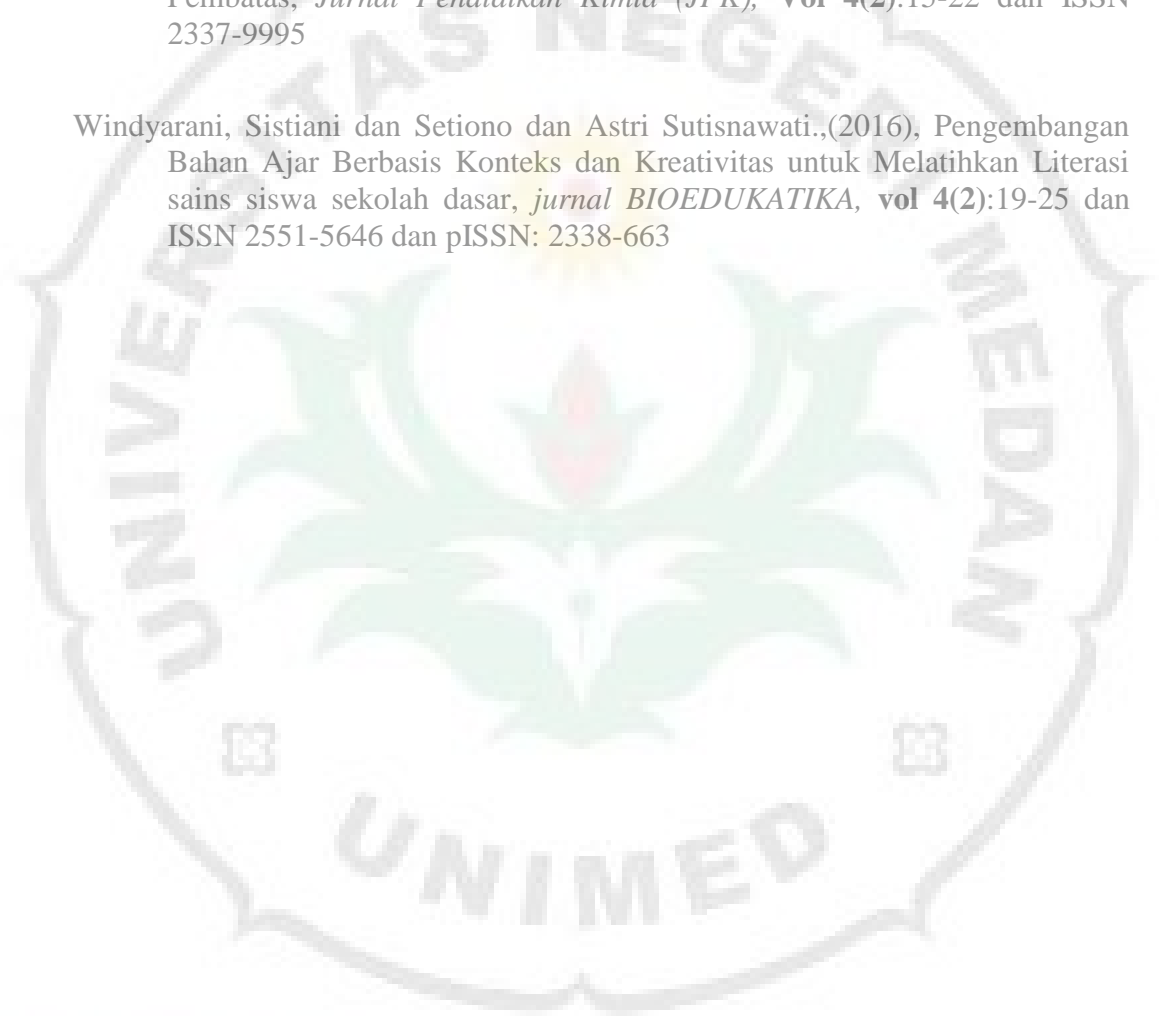 Pembatas, Jurnal Pendidikan Kimia (JPK), Vol 4(2):15-22 dan ISSN
2337-9995
Windyarani, Sistiani dan Setiono dan Astri Sutisnawati.,(2016), Pengembangan
Bahan Ajar Berbasis Konteks dan Kreativitas untuk Melatihkan Literasi
sains siswa sekolah dasar, jurnal BIOEDUKATIKA, vol 4(2):19-25 dan
ISSN 2551-5646 dan pISSN: 2338-663
UNIVERSITAS NEGERI MEDAN
UNIMED